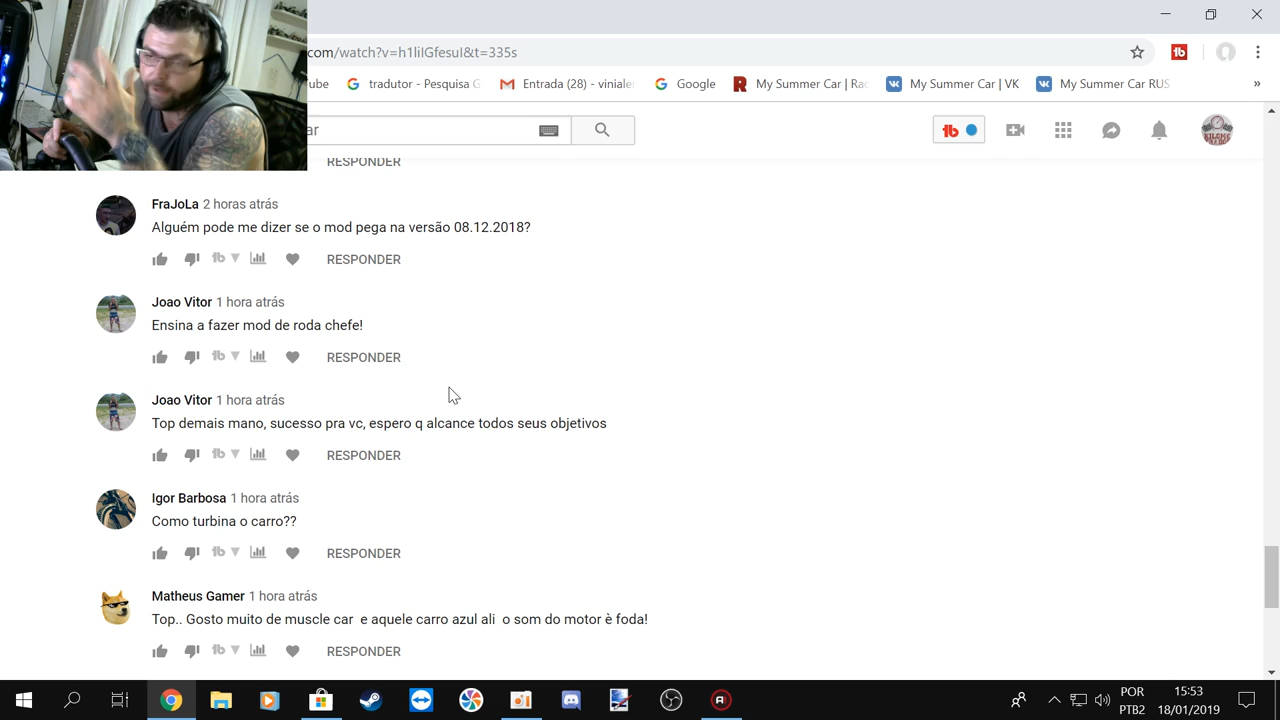 com/watch?v=h1liIGfesuI&t=335s
ube
tradutor - Pesquisa G
Entrada (28) - viniale
Google
My Summer Car | Ra
My Summer Car | VK
My Summer Car RUS
»
ar
RESPONDER
FraJoLa 2 horas atrás
Alguém pode me dizer se o mod pega na versão 08.12.2018?
RESPONDER
Joao Vitor 1 hora atrás
Ensina a fazer mod de roda chefe!
RESPONDER
Joao Vitor 1 hora atrás
Top demais mano, sucesso pra vc, espero q alcance todos seus objetivos
RESPONDER
Igor Barbosa 1 hora atrás
Como turbina o carro??
RESPONDER
Matheus Gamer 1 hora atrás
Top.. Gosto muito de muscle car e aquele carro azul ali o som do motor è foda!
RESPONDER
POR
PTB2
15:53
18/01/2019